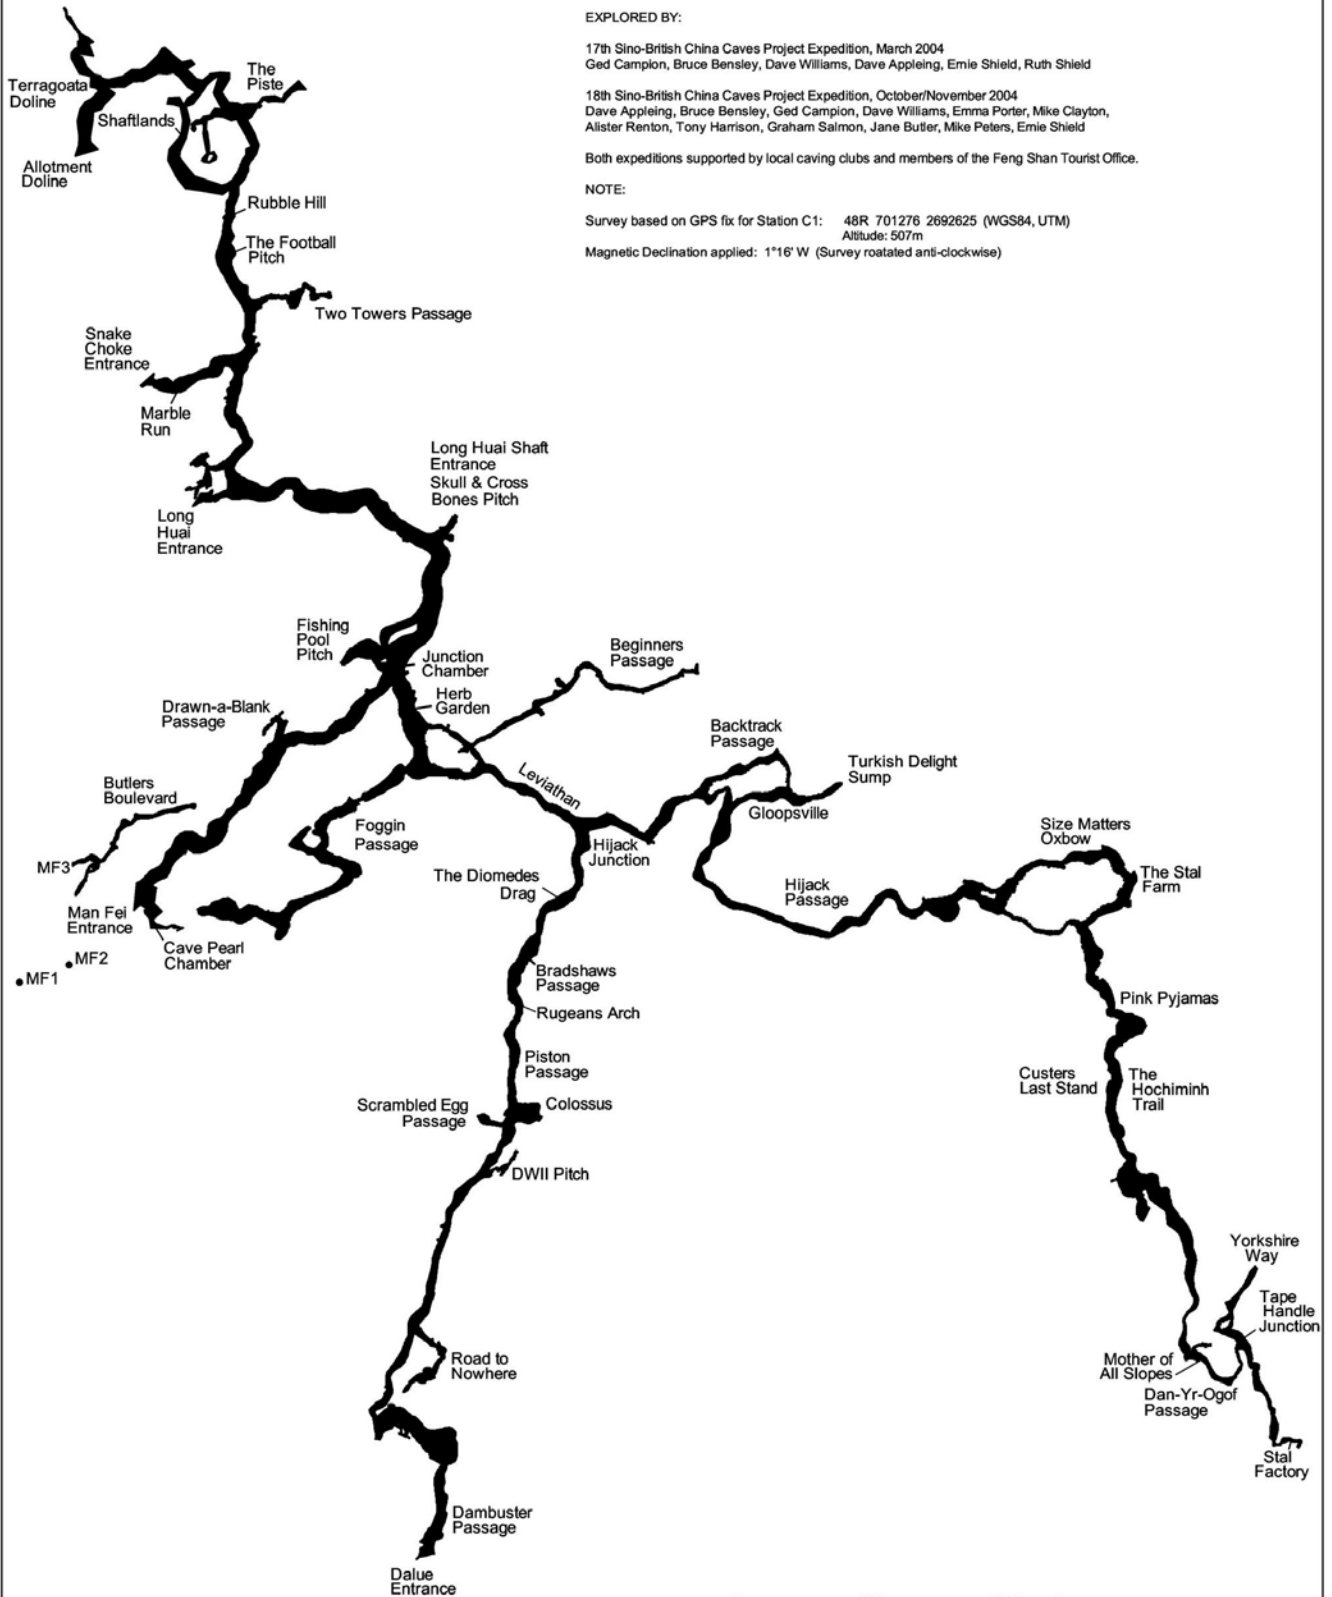 EXPLORED BY:
17th Sino-British China Caves Project Expedition, March 2004
Ged Campion, Bruce Bensley, Dave Williams, Dave Appleing, Ernie Shield, Ruth Shield
18th Sino-British China Caves Project Expedition, October/November 2004
Dave Appleing, Bruce Bensley, Ged Campion, Dave Williams, Emma Porter, Mike Clayton,
Alister Renton, Tony Harrison, Graham Salmon, Jane Butler, Mike Peters, Ernie Shield
Both expeditions supported by local caving clubs and members of the Feng Shan Tourist Office.
NOTE:
Survey based on GPS fix for Station C1: 48R 701276 2692625 (WGS84, UTM)
Altitude: 507m
Magnetic Declination applied: 1°16' W (Survey roatated anti-clockwise)
The
Piste
Terragoata
Doline
Shaftlands
Allotment
Doline
Rubble Hill
The Football
Pitch
Two Towers Passage
Snake
Choke
Entrance
Marble
Run
Long Huai Shaft
Entrance
Skull & Cross
Bones Pitch
Long
Huai
Entrance
Fishing
Pool
Pitch
Junction
Chamber
Beginners
Passage
Herb
Garden
Drawn-a-Blank
Passage
Backtrack
Passage
Turkish Delight
Sump
Leviathan
Butlers
Boulevard
Gloopsville
Foggin
Passage
Hijack
Junction
Size Matters
Oxbow
MF3
The Diomedes
Drag
Hijack
Passage
The Stal
Farm
Man Fei
Entrance
Cave Pearl
Chamber
MF2
MF1
Bradshaws
Passage
Rugeans Arch
Pink Pyjamas
Piston
Passage
Custers
Last Stand
The
Hochiminh
Trail
Scrambled Egg
Passage
Colossus
DWII Pitch
Yorkshire
Way
Tape
Handle
Junction
Road to
Nowhere
Mother of
All Slopes
Dan-Yr-Ogof
Passage
Stal
Factory
Dambuster
Passage
Dalue
Entrance